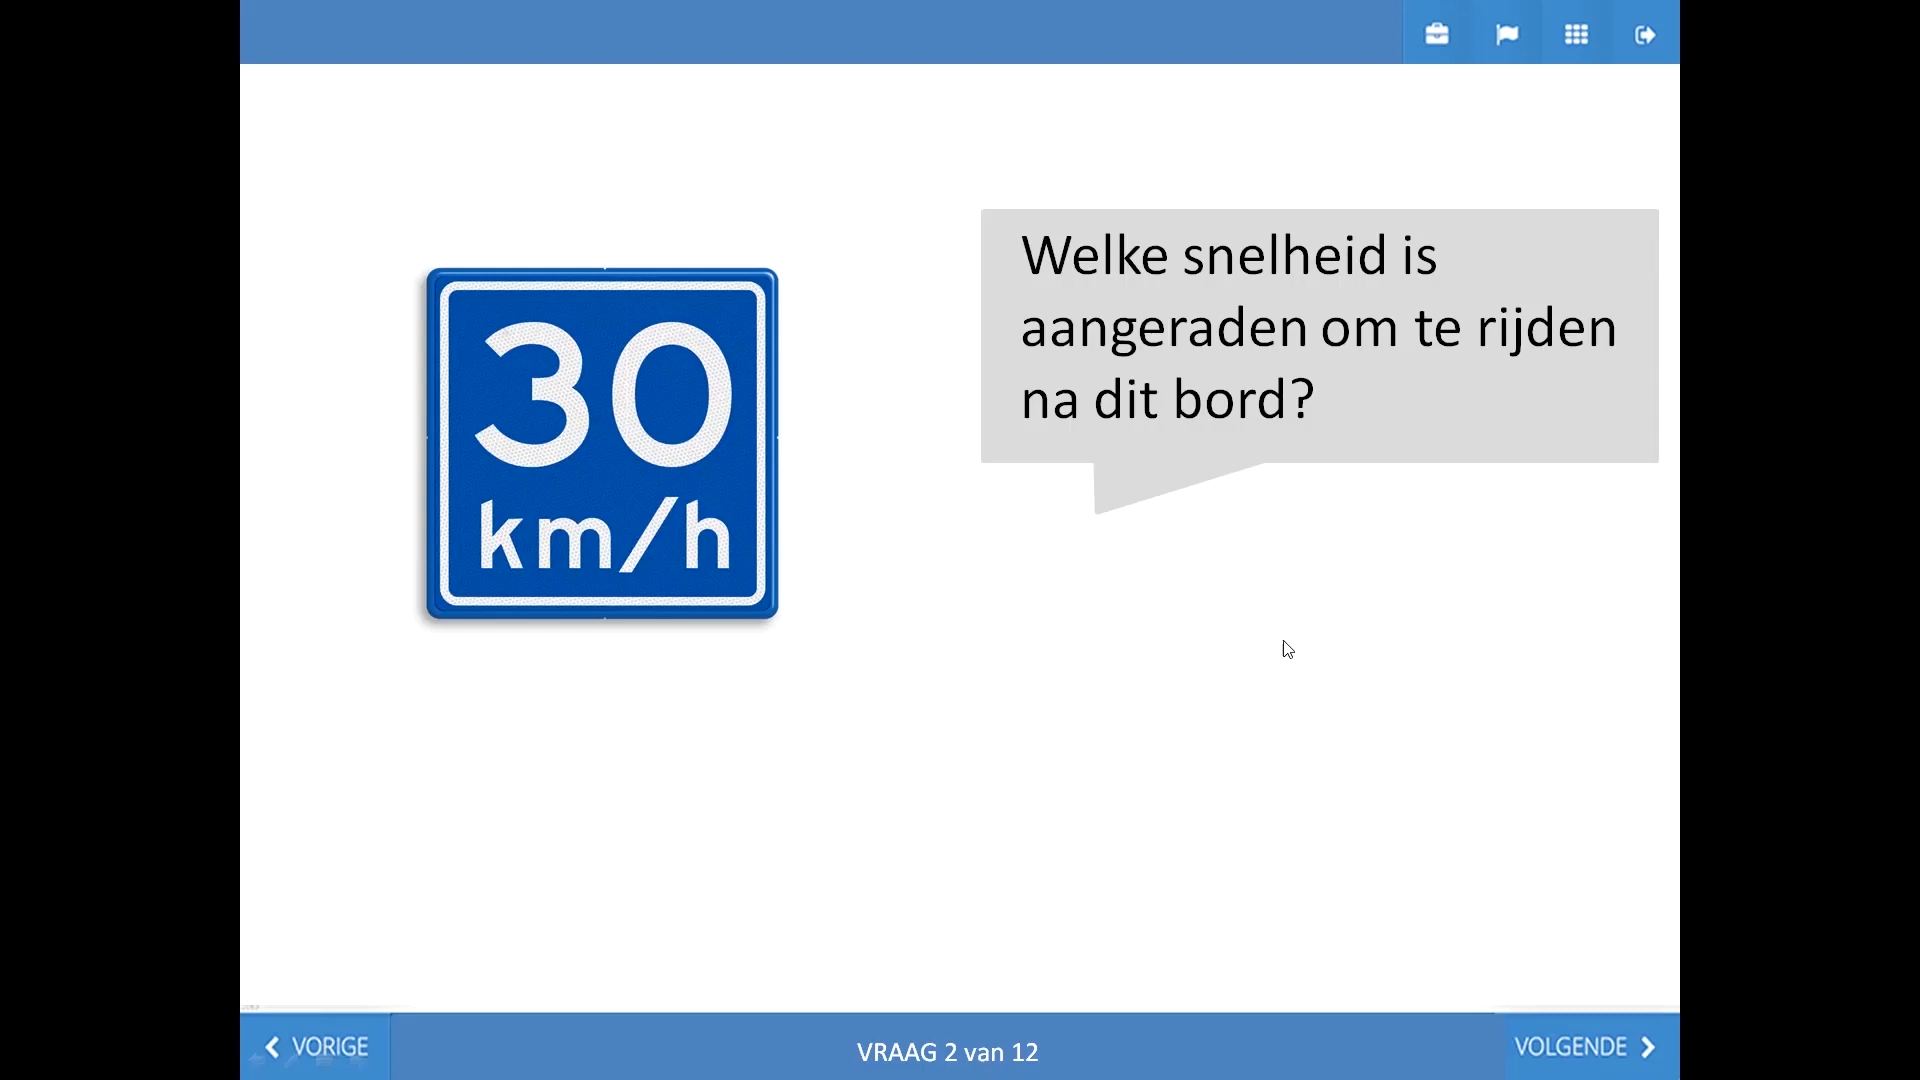 Welke snelheid is
aangeraden om te rijden
na dit bord?
30
km/h
VORIGE
VRAAG 2 van 12
VOLGENDE